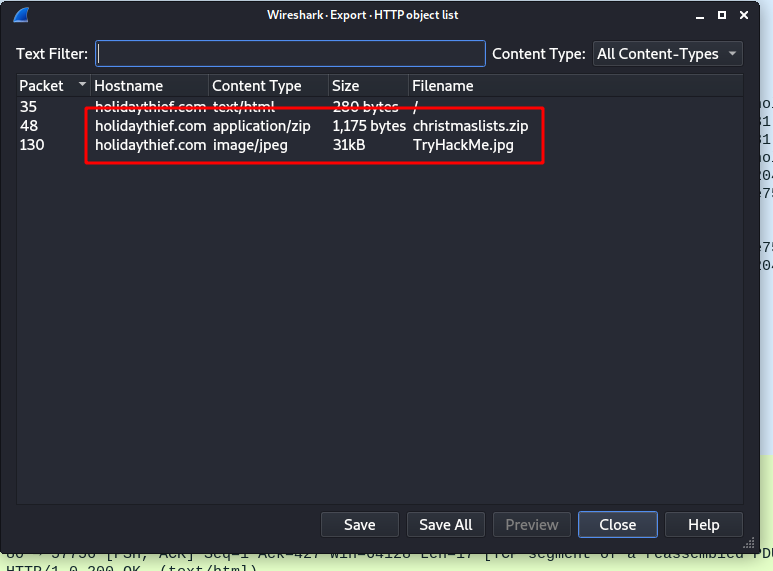 Wireshark · Export · HTTP object list
Text Filter: Content Type: All Content-Types
Packet Hostname Content Type Size Filename
35 holidaythief.com text/html 280 bytes /
48 holidaythief.com application/zip 1,175 bytes christmaslists.zip
130 holidaythief.com image/jpeg 31kB TryHackMe.jpg
Save Save All Preview Close Help
[PSH, ACK] Seq=1 Ack=427 Win=64128 Len=17 [TCP segment of a reassembled PDU
HTTP/1.0 200 OK (text/html)